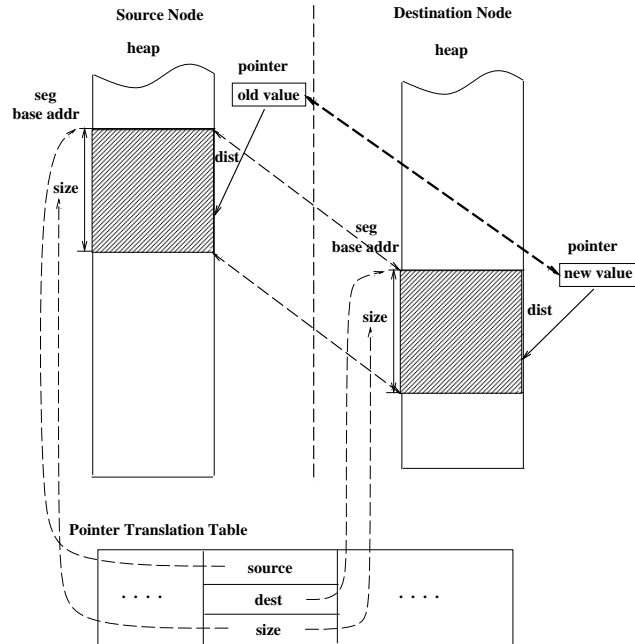 Source Node
Destination Node
heap
heap
pointer
old value
seg
base addr
dist
size
seg
base addr
pointer
new value
dist
size
Pointer Translation Table
source
. . . .
dest
. . . .
size